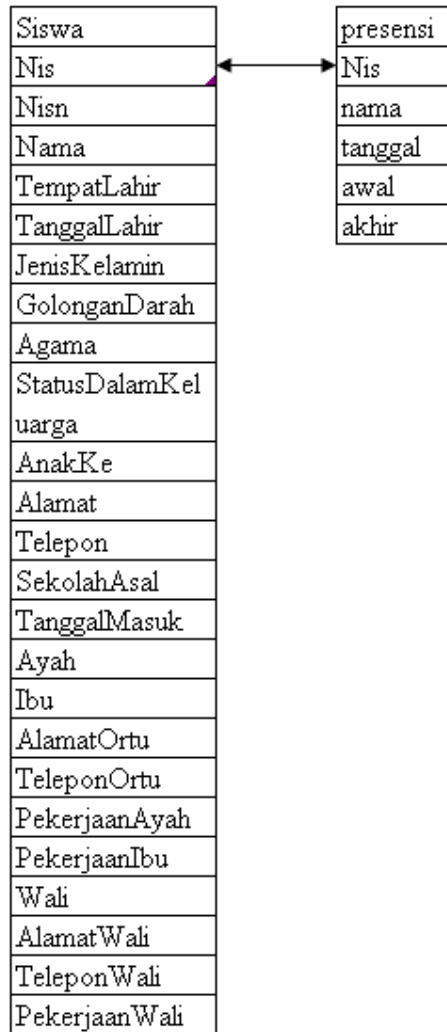 Siswa
Nis
Nisn
Nama
TempatLahir
TanggalLahir
JenisKelamin
GolonganDarah
Agama
StatusDalamKel
uarga
AnakKe
Alamat
Telepon
SekolahAsal
TanggalMasuk
Ayah
Ibu
AlamatOrtu
TeleponOrtu
PekerjaanAyah
PekerjaanIbu
Wali
AlamatWali
TeleponWali
PekerjaanWali
presensi
Nis
nama
tanggal
awal
akhir